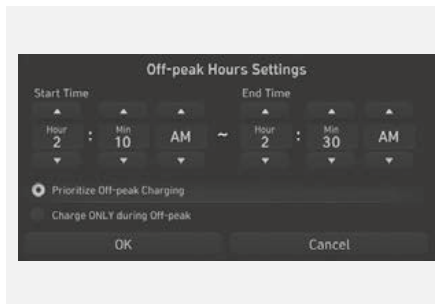 Off-peak Hours Settings
Start Time End Time
Hour Min Hour Min
2 : 10 AM ~ 2 : 30 AM
Prioritize Off-peak Charging
Charge ONLY during Off-peak
OK Cancel